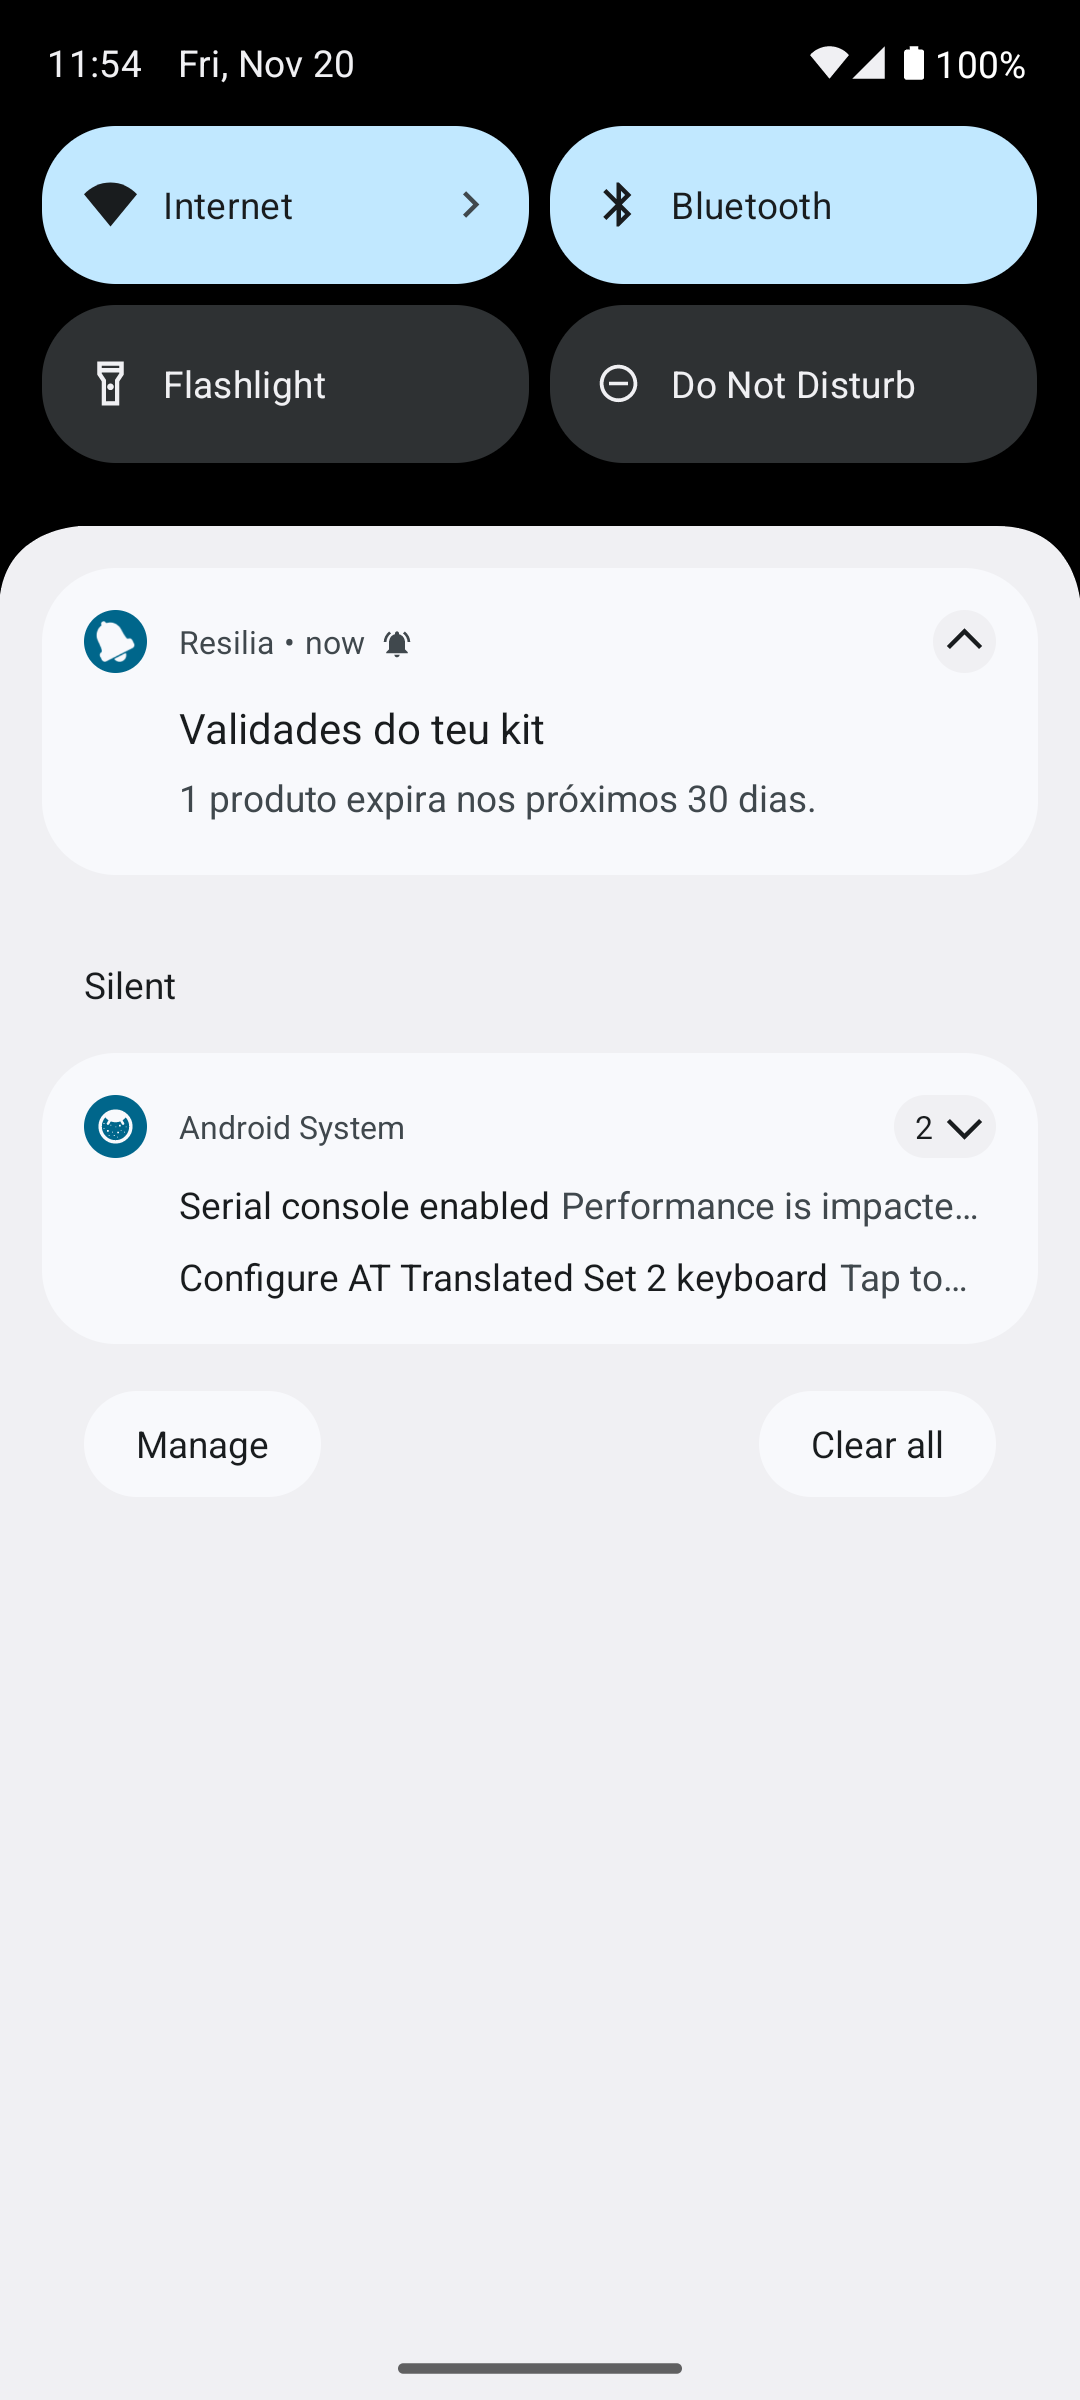 11:54 Fri, Nov 20 100%
Internet
Bluetooth
Flashlight
Do Not Disturb
Resilia • now
Validades do teu kit
1 produto expira nos próximos 30 dias.
Silent
Android System 2
Serial console enabled Performance is impacte…
Configure AT Translated Set 2 keyboard Tap to…
Manage
Clear all